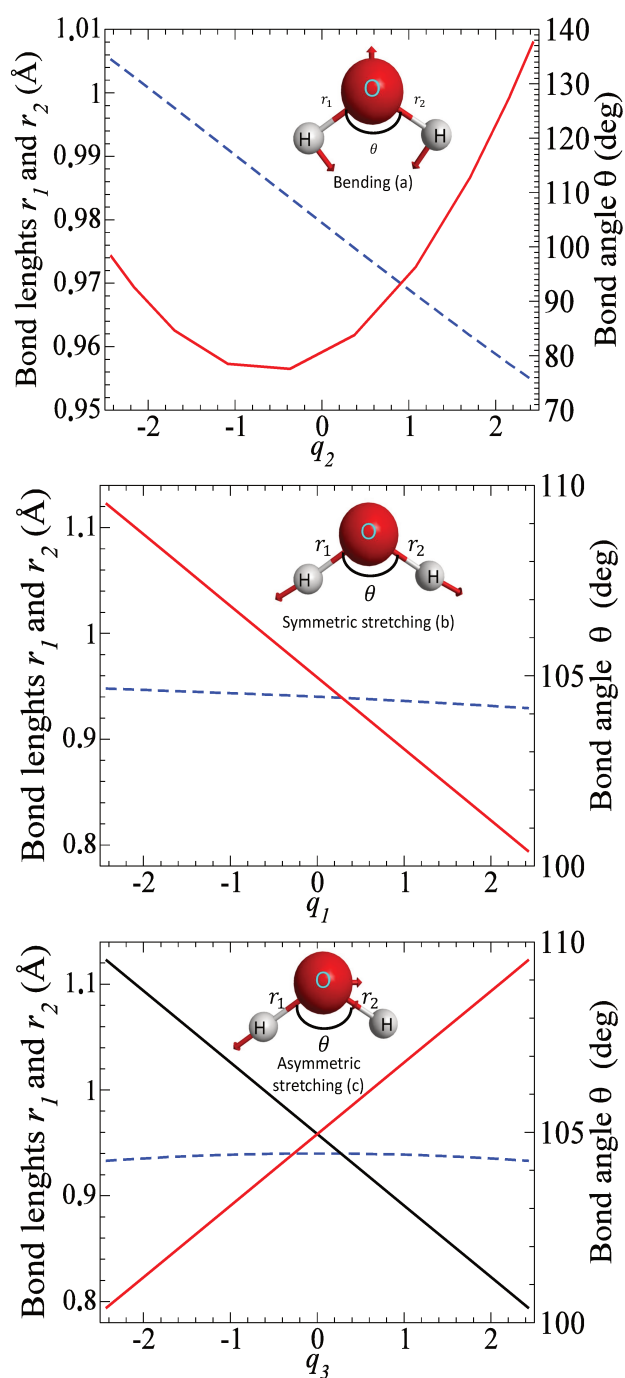 Bond lenghts r1 and r2 (Å)
1.01
1
0.99
0.98
0.97
0.96
0.95
140
130
120
110
100
90
80
70
Bond angle θ (deg)
O
r1
r2
H
H
θ
Bending (a)
-2
-1
0
1
2
q2
Bond lenghts r1 and r2 (Å)
1.1
1
0.9
0.8
110
105
100
Bond angle θ (deg)
O
r1
r2
H
H
θ
Symmetric stretching (b)
-2
-1
0
1
2
q1
Bond lenghts r1 and r2 (Å)
1.1
1
0.9
0.8
110
105
100
Bond angle θ (deg)
O
r1
r2
H
H
θ
Asymmetric
stretching (c)
-2
-1
0
1
2
q3